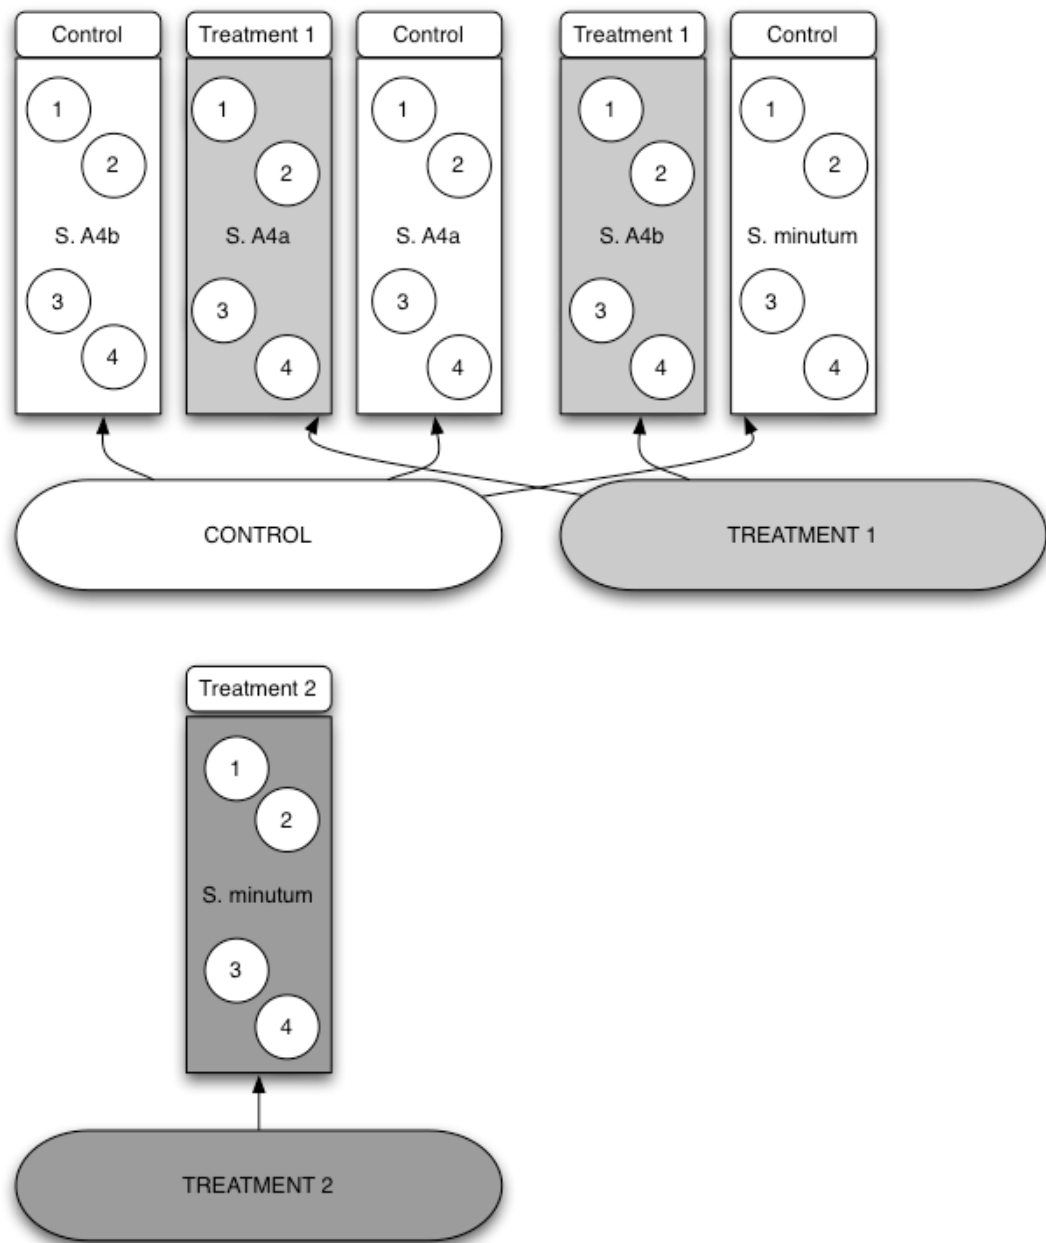 Control
Treatment 1
Control
Treatment 1
Control
1
2
S. A4b
3
4
1
2
S. A4a
3
4
1
2
S. A4a
3
4
1
2
S. A4b
3
4
1
2
S. minutum
3
4
CONTROL
TREATMENT 1
Treatment 2
1
2
S. minutum
3
4
TREATMENT 2